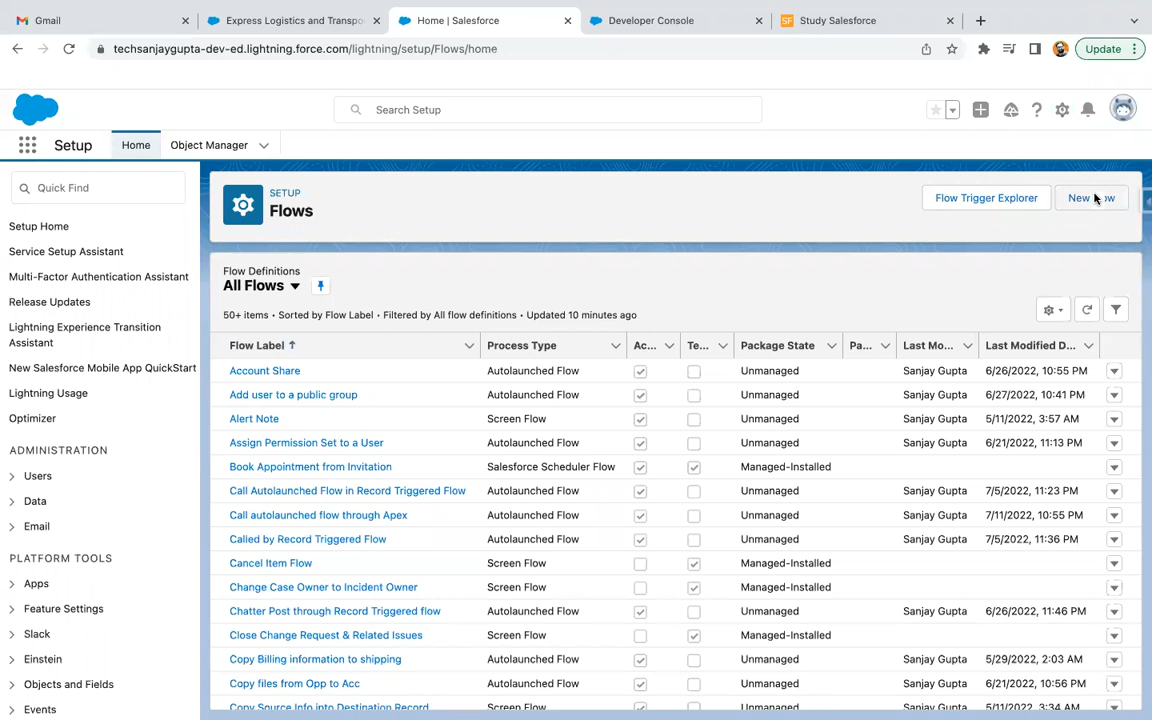 Gmail
Express Logistics and Transpo
Home | Salesforce
Developer Console
SF Study Salesforce
techsanjaygupta-dev-ed.lightning.force.com/lightning/setup/Flows/home
Update
Search Setup
Setup
Home
Object Manager
Quick Find
Setup Home
Service Setup Assistant
Multi-Factor Authentication Assistant
Release Updates
Lightning Experience Transition
Assistant
New Salesforce Mobile App QuickStart
Lightning Usage
Optimizer
ADMINISTRATION
Users
Data
Email
PLATFORM TOOLS
Apps
Feature Settings
Slack
Einstein
Objects and Fields
Events
SETUP
Flows
Flow Trigger Explorer
New
Flow Definitions
All Flows
50+ items • Sorted by Flow Label • Filtered by All flow definitions • Updated 10 minutes ago
Flow Label ↑ Process Type Ac... Te... Package State Pa... Last Mo... Last Modified D...
Account Share Autolaunched Flow Unmanaged Sanjay Gupta 6/26/2022, 10:55 PM
Add user to a public group Autolaunched Flow Unmanaged Sanjay Gupta 6/27/2022, 10:41 PM
Alert Note Screen Flow Unmanaged Sanjay Gupta 5/11/2022, 3:57 AM
Assign Permission Set to a User Autolaunched Flow Unmanaged Sanjay Gupta 6/21/2022, 11:13 PM
Book Appointment from Invitation Salesforce Scheduler Flow Managed-Installed
Call Autolaunched Flow in Record Triggered Flow Autolaunched Flow Unmanaged Sanjay Gupta 7/5/2022, 11:23 PM
Call autolaunched flow through Apex Autolaunched Flow Unmanaged Sanjay Gupta 7/11/2022, 10:55 PM
Called by Record Triggered Flow Autolaunched Flow Unmanaged Sanjay Gupta 7/5/2022, 11:36 PM
Cancel Item Flow Screen Flow Managed-Installed
Change Case Owner to Incident Owner Screen Flow Managed-Installed
Chatter Post through Record Triggered flow Autolaunched Flow Unmanaged Sanjay Gupta 6/26/2022, 11:46 PM
Close Change Request & Related Issues Screen Flow Managed-Installed
Copy Billing information to shipping Autolaunched Flow Unmanaged Sanjay Gupta 5/29/2022, 2:03 AM
Copy files from Opp to Acc Autolaunched Flow Unmanaged Sanjay Gupta 6/21/2022, 10:56 PM
Copy Source Info into Destination Record Screen Flow Unmanaged Sanjay Gupta 5/11/2022, 3:34 AM